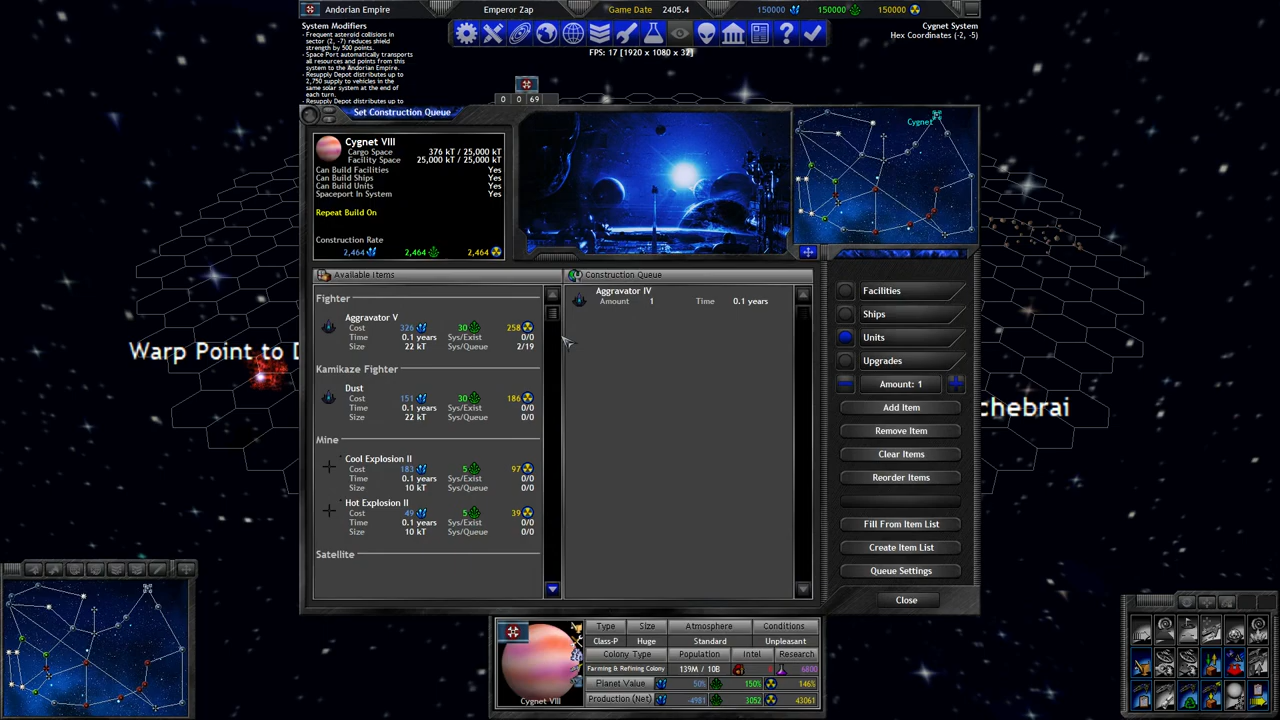 Andorian Empire
Emperor Zap
Game Date 2405.4
150000 150000 150000
System Modifiers
- Frequent asteroid collisions in
sector (2, -7) reduces shield
strength by 500 points.
- Space Port automatically transports
all resources and points from this
system to the Andorian Empire.
- Resupply Depot distributes up to
2,750 supply to vehicles in the
same solar system at the end of
each turn.
- Resupply Depot distributes up to
Cygnet System
Hex Coordinates (-2, -5)
FPS: 17 [1920 x 1080 x 32]
0 0 69
Set Construction Queue
Cygnet VIII
Cargo Space 376 kT / 25,000 kT
Facility Space 25,000 kT / 25,000 kT
Can Build Facilities Yes
Can Build Ships Yes
Can Build Units Yes
Spaceport In System Yes
Repeat Build On
Construction Rate
2,464 2,464 2,464
Cygnet
Warp Point to D
chebrai
Available Items
Fighter
Aggravator V
Cost 326 30 258
Time 0.1 years Sys/Exist 0/0
Size 22 kT Sys/Queue 2/19
Kamikaze Fighter
Dust
Cost 151 30 186
Time 0.1 years Sys/Exist 0/0
Size 22 kT Sys/Queue 0/0
Mine
Cool Explosion II
Cost 183 5 97
Time 0.1 years Sys/Exist 0/0
Size 10 kT Sys/Queue 0/0
Hot Explosion II
Cost 49 5 39
Time 0.1 years Sys/Exist 0/0
Size 10 kT Sys/Queue 0/0
Satellite
Construction Queue
Aggravator IV
Amount 1 Time 0.1 years
Facilities
Ships
Units
Upgrades
Amount: 1
Add Item
Remove Item
Clear Items
Reorder Items
Fill From Item List
Create Item List
Queue Settings
Close
Type Size Atmosphere Conditions
Class-P Huge Standard Unpleasant
Colony Type Population Intel Research
Farming & Refining Colony 139M / 10B 6800
Planet Value 50% 150% 146%
Production (Net) -4981 3052 43061
Cygnet VIII